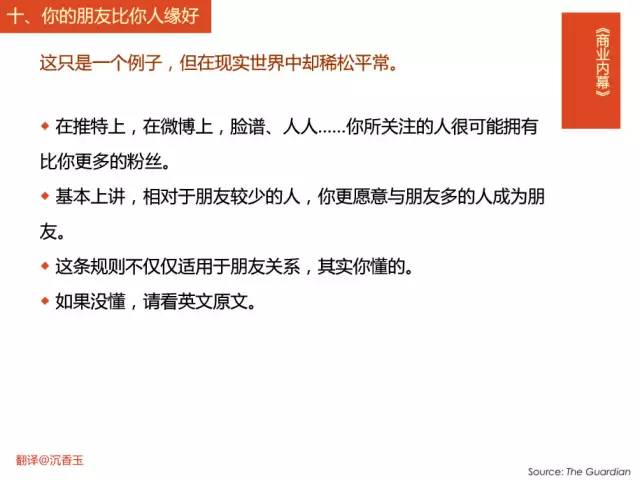 十、你的朋友比你人缘好
《商业内幕》
这只是一个例子，但在现实世界中却稀松平常。
在推特上，在微博上，脸谱、人人……你所关注的人很可能拥有
比你更多的粉丝。
基本上讲，相对于朋友较少的人，你更愿意与朋友多的人成为朋
友。
这条规则不仅仅适用于朋友关系，其实你懂的。
如果没懂，请看英文原文。
翻译@沉香玉
Source: The Guardian